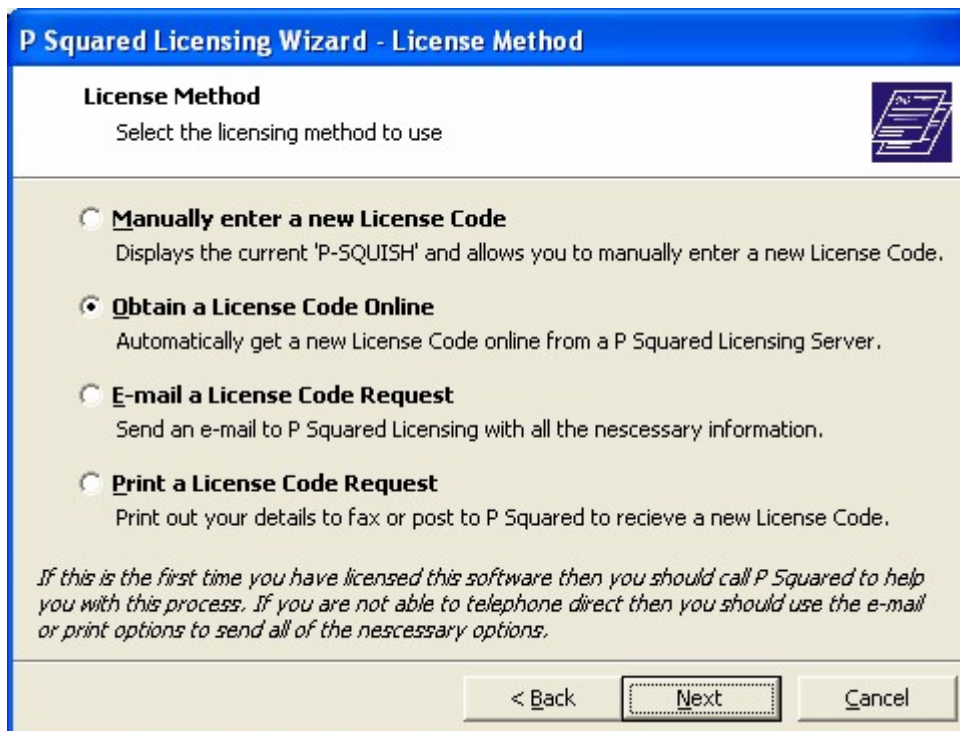 P Squared Licensing Wizard - License Method
License Method
Select the licensing method to use
Manually enter a new License Code
Displays the current 'P-SQUISH' and allows you to manually enter a new License Code.
Obtain a License Code Online
Automatically get a new License Code online from a P Squared Licensing Server.
E-mail a License Code Request
Send an e-mail to P Squared Licensing with all the nescessary information.
Print a License Code Request
Print out your details to fax or post to P Squared to recieve a new License Code.
If this is the first time you have licensed this software then you should call P Squared to help
you with this process. If you are not able to telephone direct then you should use the e-mail
or print options to send all of the nescessary options.
< Back Next Cancel